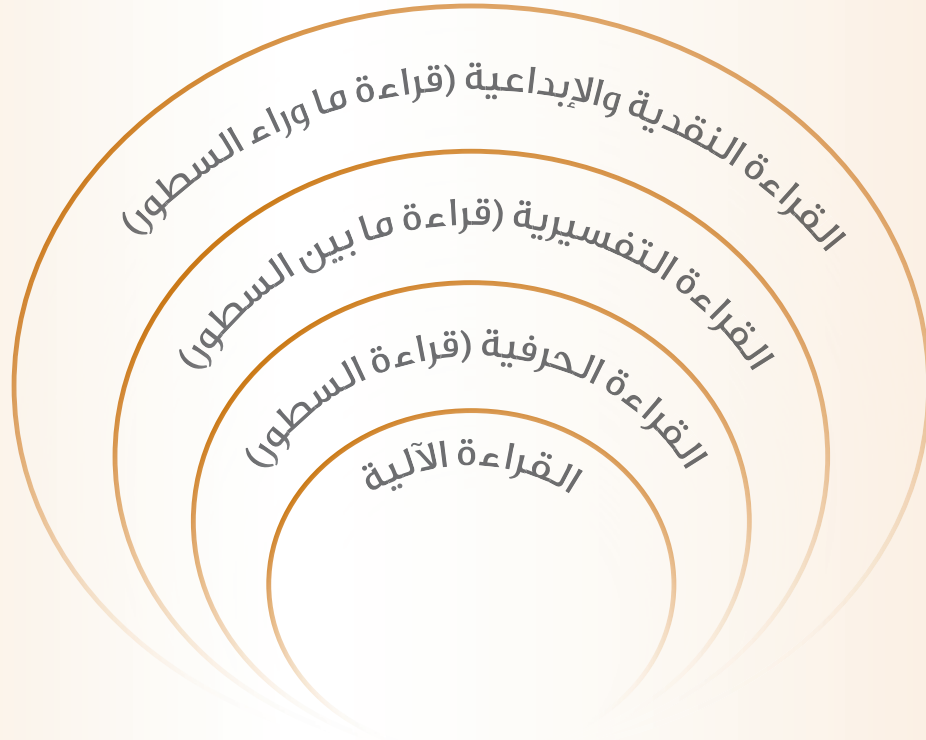 القراءة النقدية والإبداعية (قراءة ما وراء السطور)
القراءة التفسيرية (قراءة ما بين السطور)
القراءة الحرفية (قراءة السطور)
القراءة الآلية